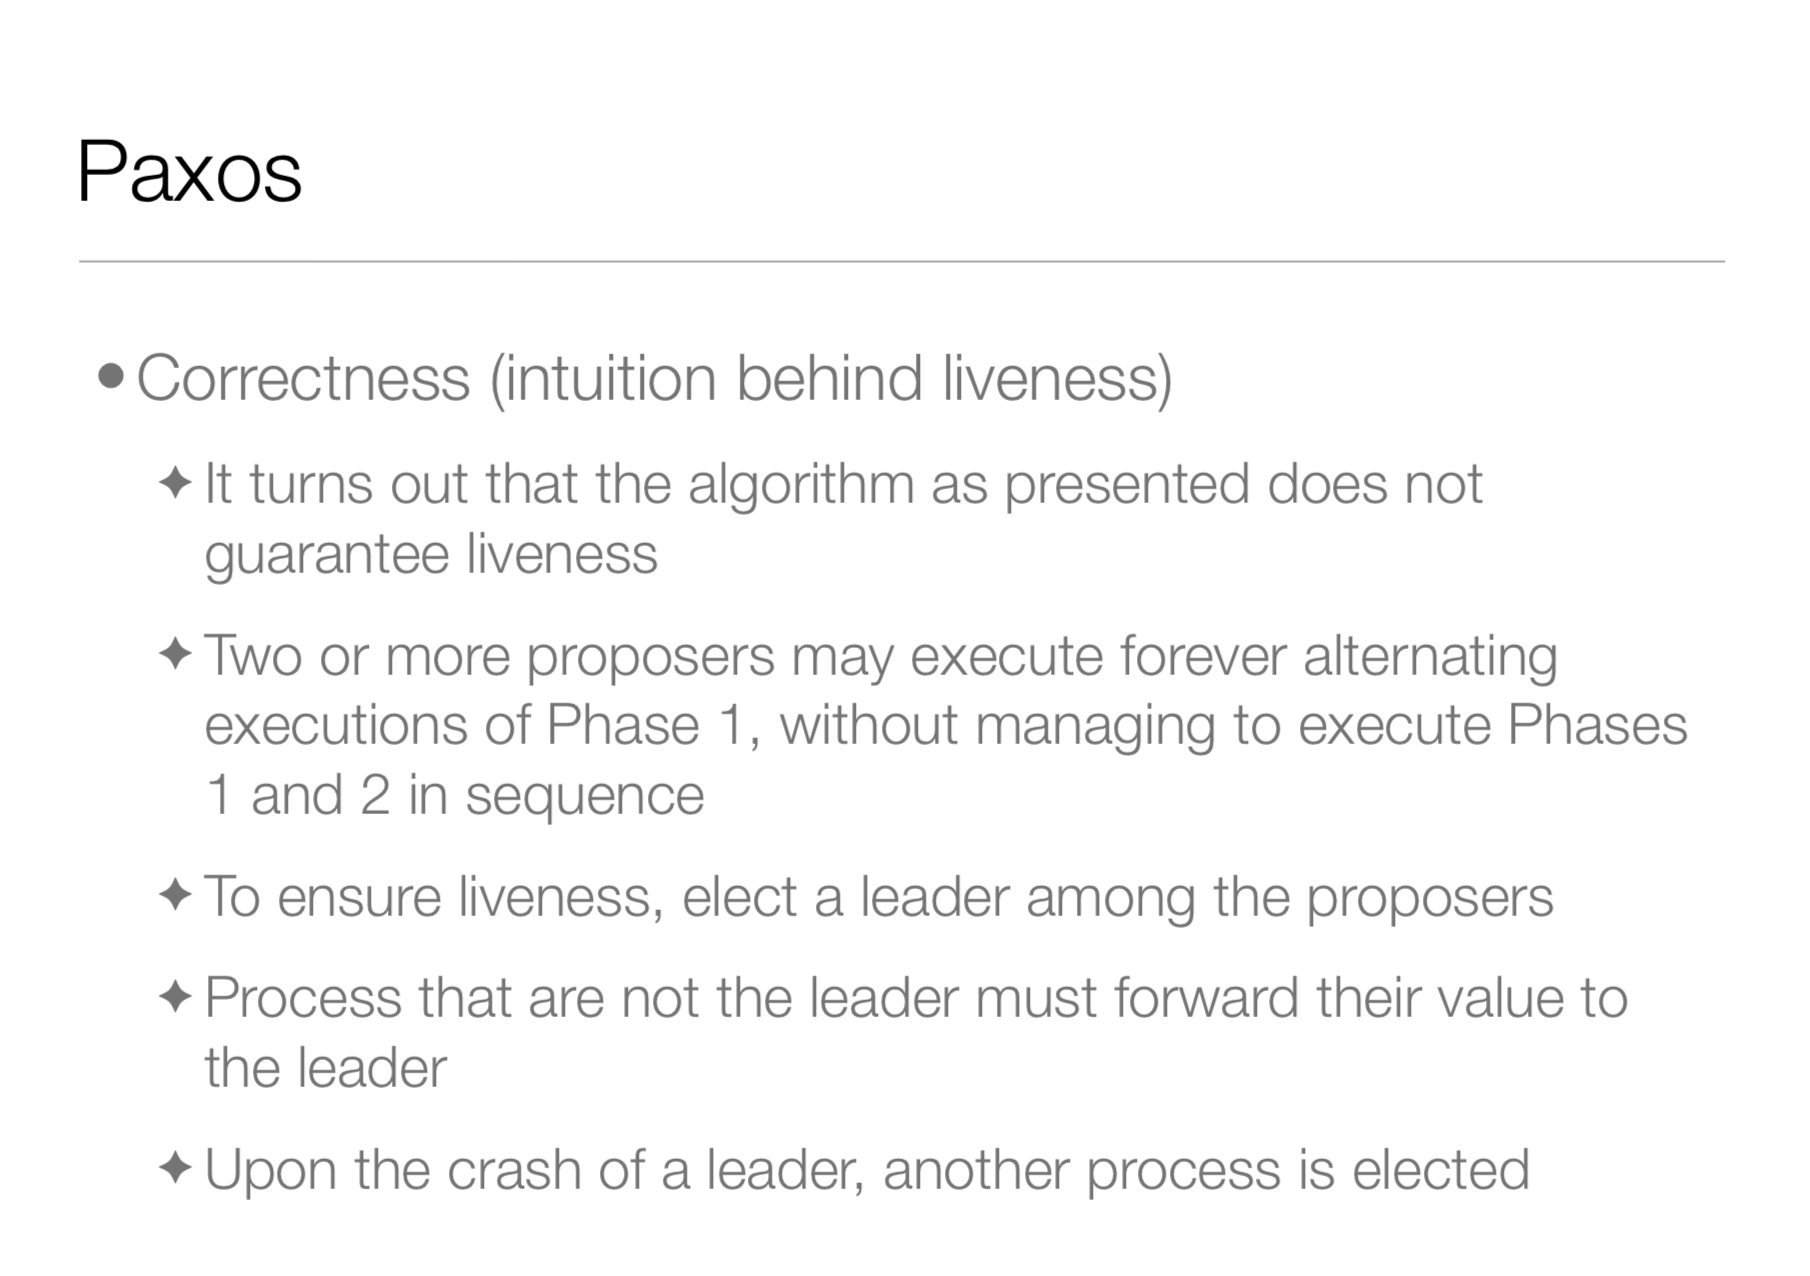 Paxos
• Correctness (intuition behind liveness)
✦ It turns out that the algorithm as presented does not
guarantee liveness
✦ Two or more proposers may execute forever alternating
executions of Phase 1, without managing to execute Phases
1 and 2 in sequence
✦ To ensure liveness, elect a leader among the proposers
✦ Process that are not the leader must forward their value to
the leader
✦ Upon the crash of a leader, another process is elected